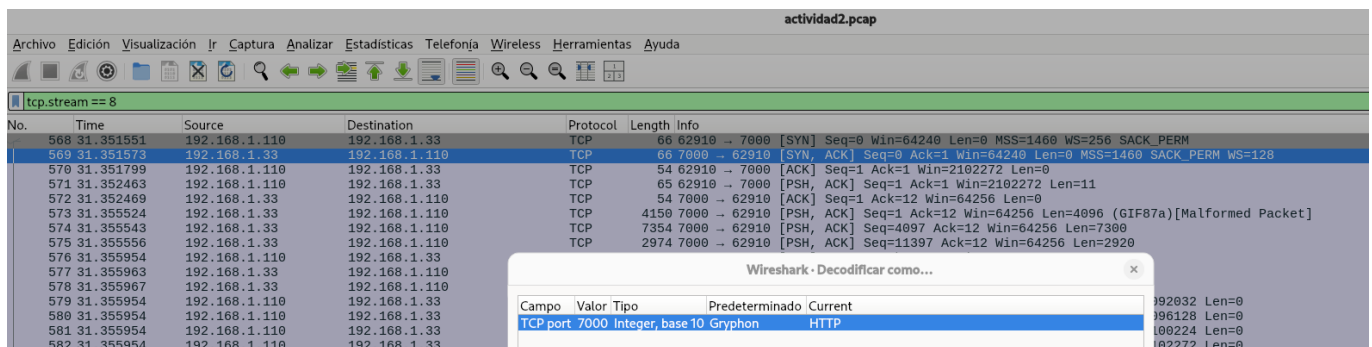 actividad2.pcap
Archivo Edición Visualización Ir Captura Analizar Estadísticas Telefonía Wireless Herramientas Ayuda
tcp.stream == 8
No. Time Source Destination Protocol Length Info
568 31.351551 192.168.1.110 192.168.1.33 TCP 66 62910 → 7000 [SYN] Seq=0 Win=64240 Len=0 MSS=1460 WS=256 SACK_PERM
569 31.351573 192.168.1.33 192.168.1.110 TCP 66 7000 → 62910 [SYN, ACK] Seq=0 Ack=1 Win=64240 Len=0 MSS=1460 SACK_PERM WS=128
570 31.351799 192.168.1.110 192.168.1.33 TCP 54 62910 → 7000 [ACK] Seq=1 Ack=1 Win=2102272 Len=0
571 31.352463 192.168.1.110 192.168.1.33 TCP 65 62910 → 7000 [PSH, ACK] Seq=1 Ack=1 Win=2102272 Len=11
572 31.352469 192.168.1.33 192.168.1.110 TCP 54 7000 → 62910 [ACK] Seq=1 Ack=12 Win=64256 Len=0
573 31.355524 192.168.1.33 192.168.1.110 TCP 4150 7000 → 62910 [PSH, ACK] Seq=1 Ack=12 Win=64256 Len=4096 (GIF87a)[Malformed Packet]
574 31.355543 192.168.1.33 192.168.1.110 TCP 7354 7000 → 62910 [PSH, ACK] Seq=4097 Ack=12 Win=64256 Len=7300
575 31.355556 192.168.1.33 192.168.1.110 TCP 2974 7000 → 62910 [PSH, ACK] Seq=11397 Ack=12 Win=64256 Len=2920
576 31.355954 192.168.1.110 192.168.1.33
577 31.355963 192.168.1.33 192.168.1.110
578 31.355967 192.168.1.33 192.168.1.110
579 31.355954 192.168.1.110 192.168.1.33 092032 Len=0
580 31.355954 192.168.1.110 192.168.1.33 096128 Len=0
581 31.355954 192.168.1.110 192.168.1.33 100224 Len=0
582 31.355954 192.168.1.110 192.168.1.33 102272 Len=0
Wireshark · Decodificar como...
Campo Valor Tipo Predeterminado Current
TCP port 7000 Integer, base 10 Gryphon HTTP